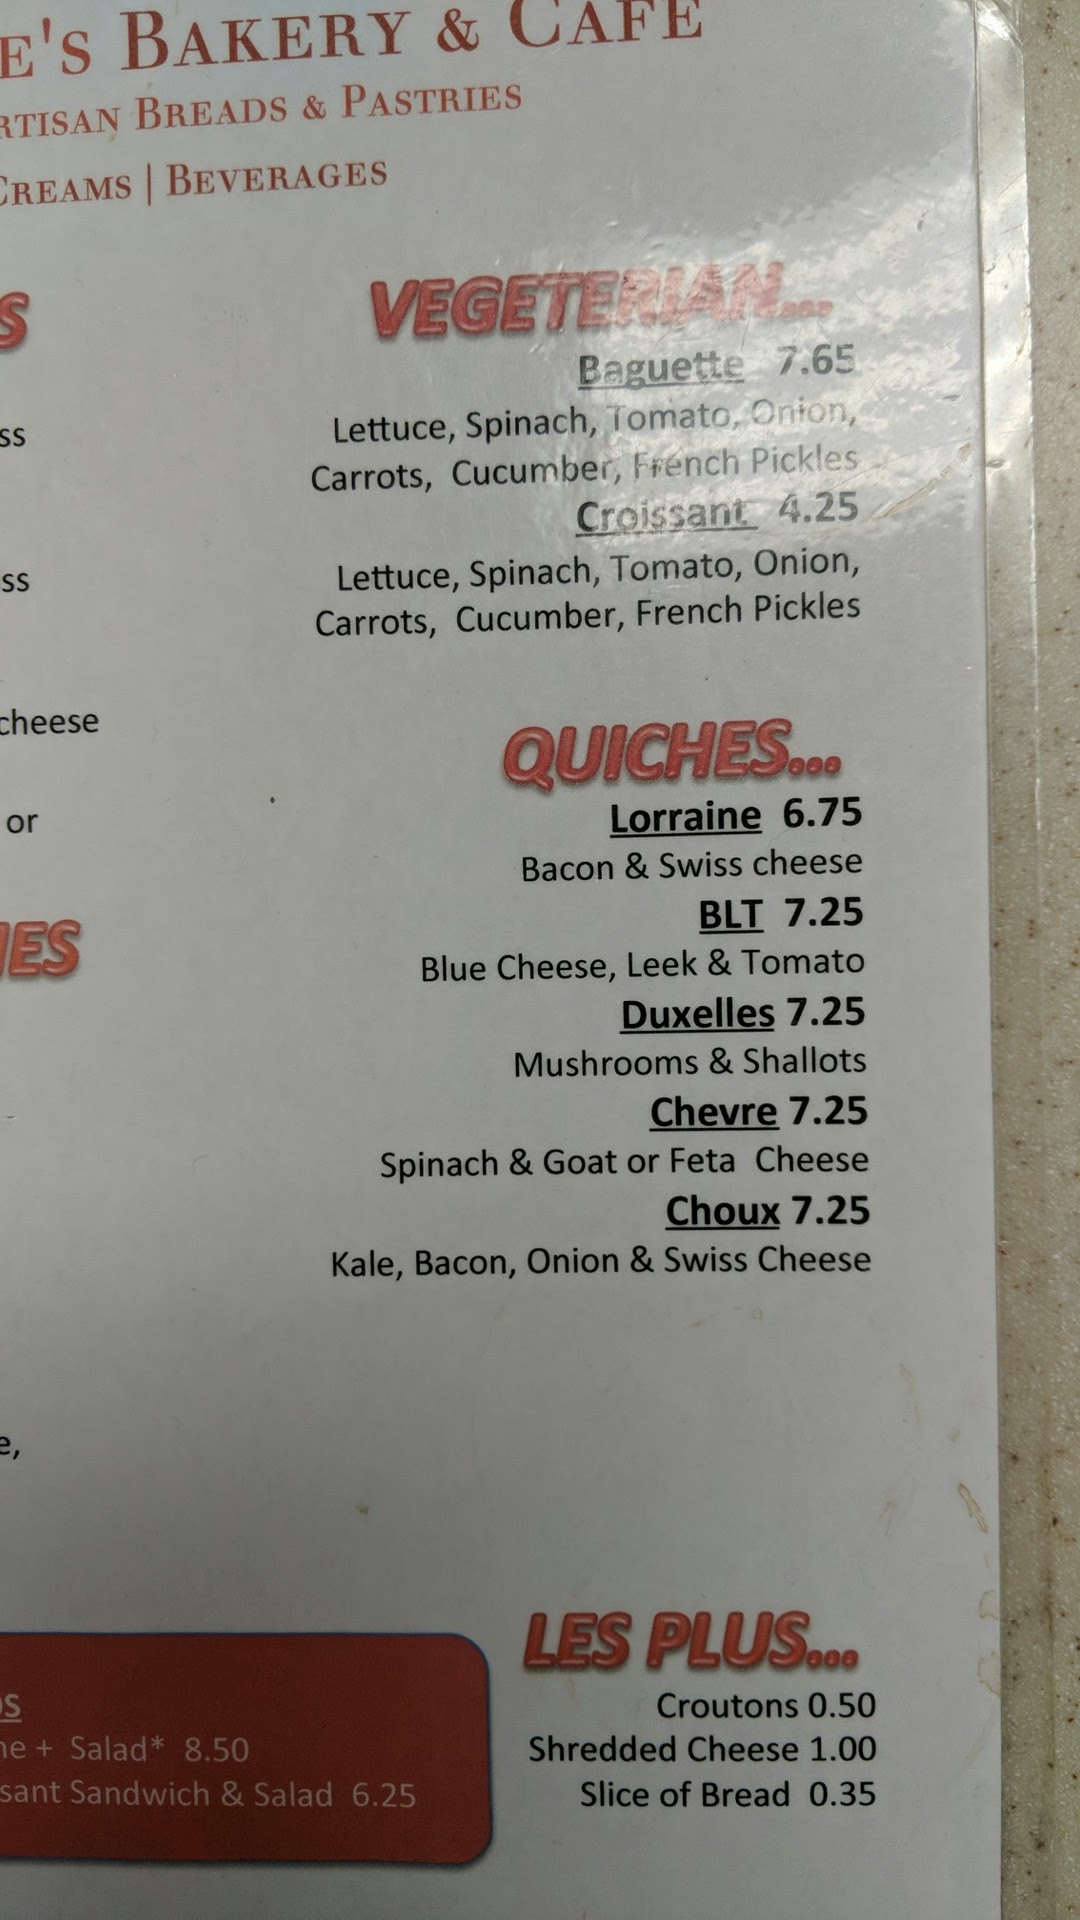 E's Bakery & Cafe
rtisan Breads & Pastries
Creams | Beverages
S
VEGETERIAN...
Baguette 7.65
ss
Lettuce, Spinach, Tomato, Onion,
Carrots, Cucumber, French Pickles
Croissant 4.25
ss
Lettuce, Spinach, Tomato, Onion,
Carrots, Cucumber, French Pickles
cheese
QUICHES...
or
Lorraine 6.75
Bacon & Swiss cheese
IES
BLT 7.25
Blue Cheese, Leek & Tomato
Duxelles 7.25
Mushrooms & Shallots
Chevre 7.25
Spinach & Goat or Feta Cheese
Choux 7.25
Kale, Bacon, Onion & Swiss Cheese
e,
LES PLUS...
Croutons 0.50
Shredded Cheese 1.00
Slice of Bread 0.35
os
ne + Salad* 8.50
sant Sandwich & Salad 6.25